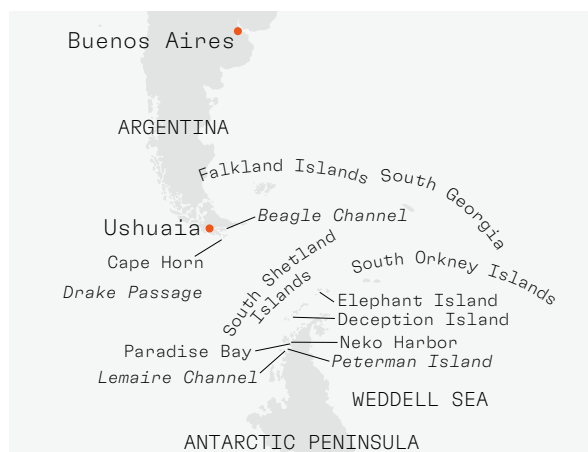 Buenos Aires
ARGENTINA
Falkland Islands
South Georgia
Beagle Channel
Ushuaia
Cape Horn
South Shetland
Islands
South Orkney Islands
Drake Passage
Elephant Island
Deception Island
Neko Harbor
Paradise Bay
Peterman Island
Lemaire Channel
WEDDELL SEA
ANTARCTIC PENINSULA